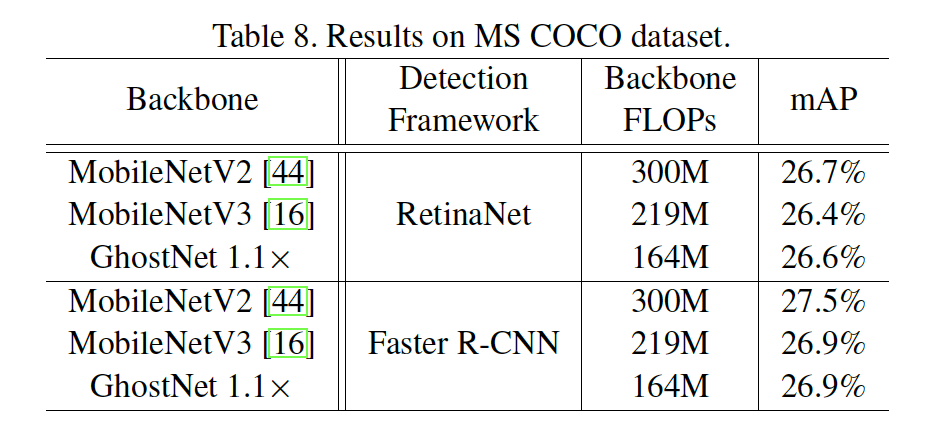 Table 8. Results on MS COCO dataset.
Backbone Detection Framework Backbone FLOPs mAP
MobileNetV2 [44] 300M 26.7%
MobileNetV3 [16] RetinaNet 219M 26.4%
GhostNet 1.1× 164M 26.6%
MobileNetV2 [44] 300M 27.5%
MobileNetV3 [16] Faster R-CNN 219M 26.9%
GhostNet 1.1× 164M 26.9%